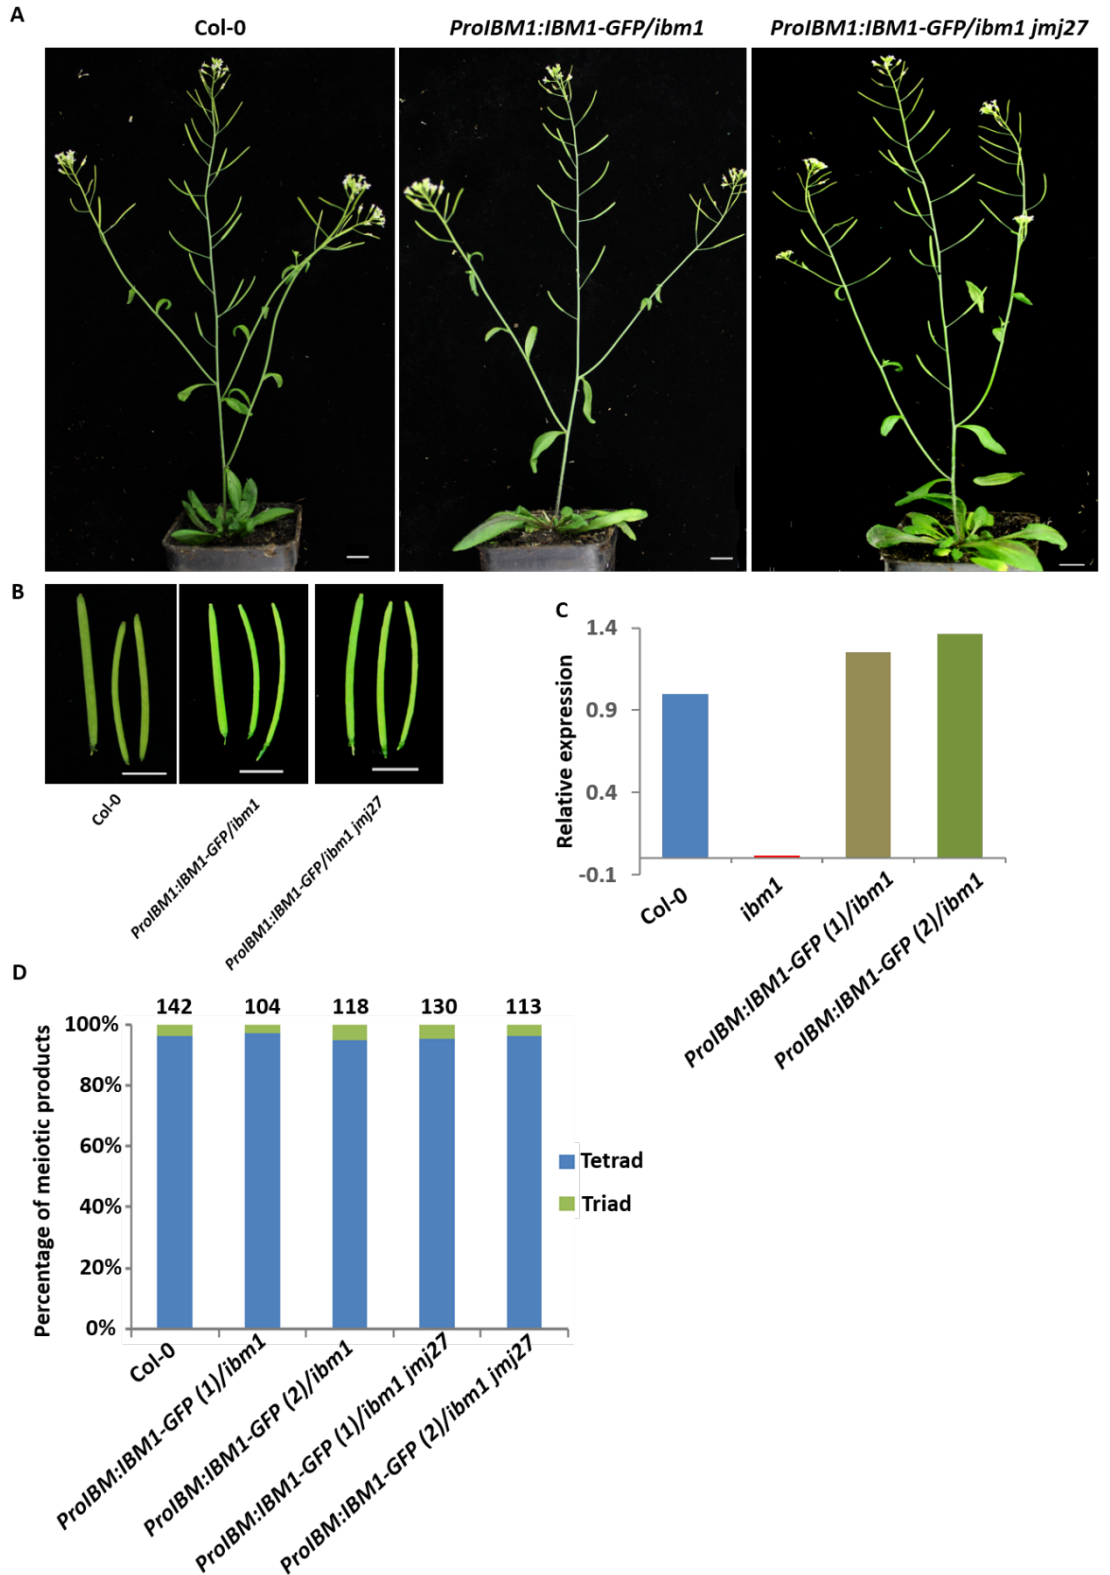 A
Col-0
ProIBM1:IBM1-GFP/ibm1
ProIBM1:IBM1-GFP/ibm1 jmj27
B
Col-0
ProIBM1:IBM1-GFP/ibm1
ProIBM1:IBM1-GFP/ibm1 jmj27
C
Relative expression
1.4
0.9
0.4
-0.1
Col-0
ibm1
ProIBM:IBM1-GFP (1)/ibm1
ProIBM:IBM1-GFP (2)/ibm1
D
Percentage of meiotic products
142
104
118
130
113
100%
80%
60%
40%
20%
0%
Tetrad
Triad
Col-0
ProIBM:IBM1-GFP (1)/ibm1
ProIBM:IBM1-GFP (2)/ibm1
ProIBM:IBM1-GFP (1)/ibm1 jmj27
ProIBM:IBM1-GFP (2)/ibm1 jmj27